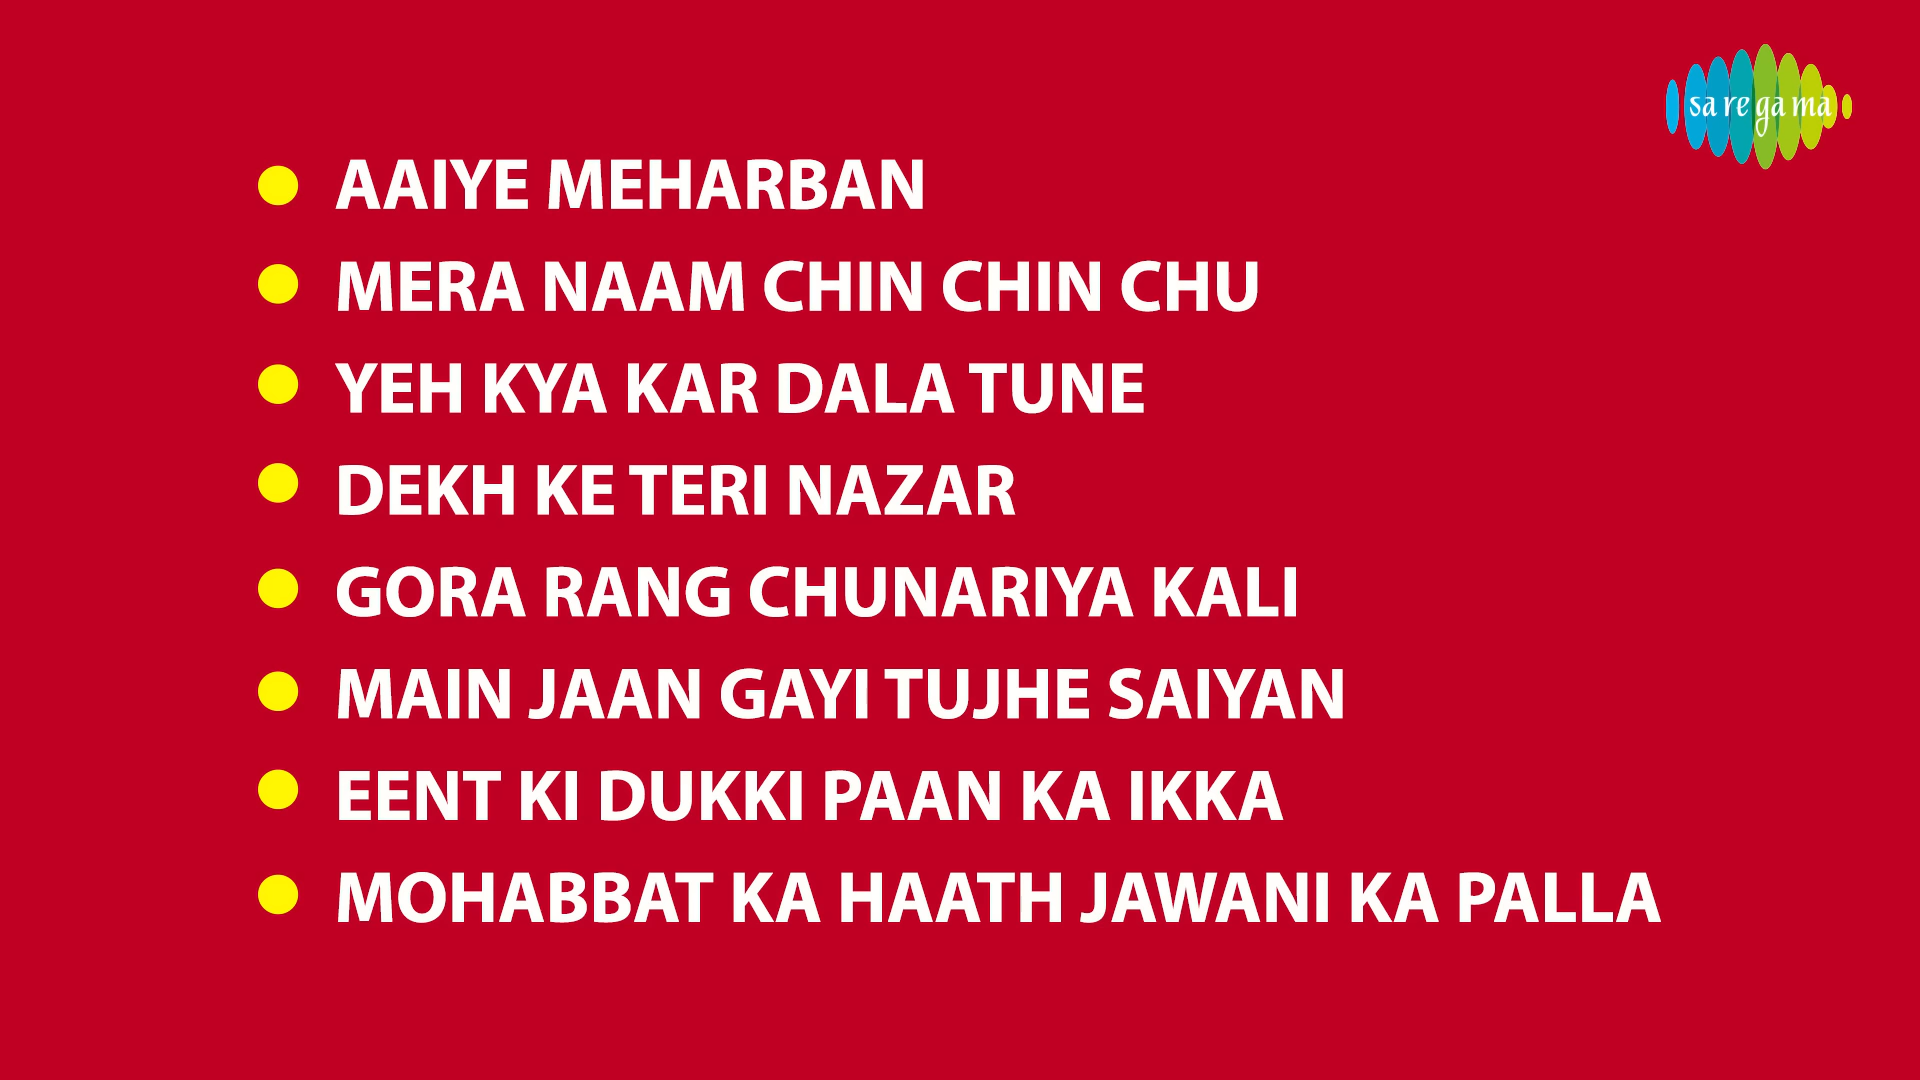 sa re ga ma
AAIYE MEHARBAN
MERA NAAM CHIN CHIN CHU
YEH KYA KAR DALA TUNE
DEKH KE TERI NAZAR
GORA RANG CHUNARIYA KALI
MAIN JAAN GAYI TUJHE SAIYAN
EENT KI DUKKI PAAN KA IKKA
MOHABBAT KA HAATH JAWANI KA PALLA